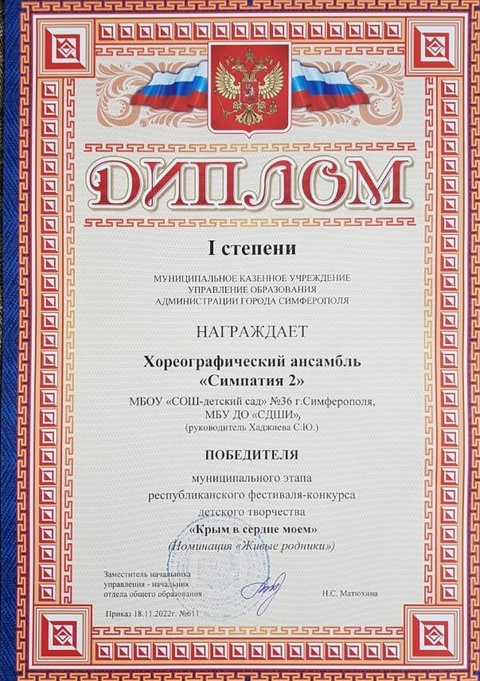 ДИПЛОМ
I степени
МУНИЦИПАЛЬНОЕ КАЗЕННОЕ УЧРЕЖДЕНИЕ
УПРАВЛЕНИЕ ОБРАЗОВАНИЯ
АДМИНИСТРАЦИИ ГОРОДА СИМФЕРОПОЛЯ
НАГРАЖДАЕТ
Хореографический ансамбль
«Симпатия 2»
МБОУ «СОШ-детский сад» №36 г.Симферополя,
МБУ ДО «СДШИ»,
(руководитель Хаджиева С.Ю.)
ПОБЕДИТЕЛЯ
муниципального этапа
республиканского фестиваля-конкурса
детского творчества
«Крым в сердце моем»
(Номинация «Живые родники»)
Заместитель начальника
управления - начальник
отдела общего образования
Н.С. Матюхина
Приказ 18.11.2022г. №611